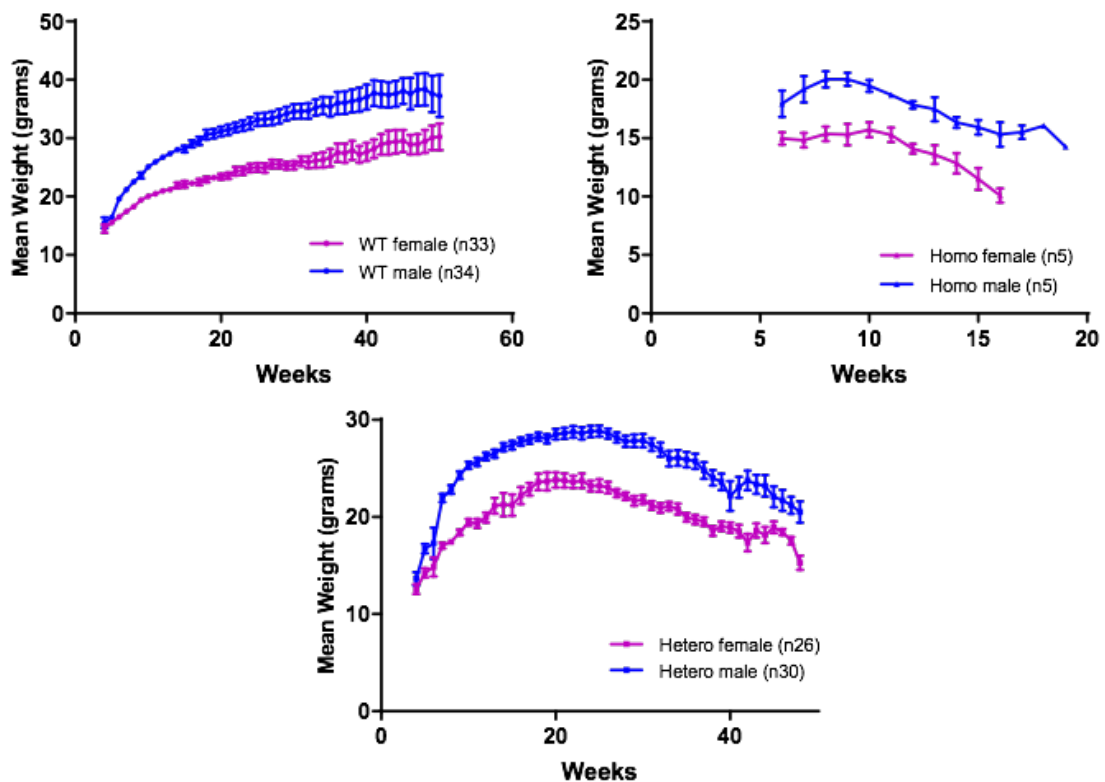 Mean Weight (grams)
50
40
30
20
10
0
0
20
40
60
Weeks
WT female (n33)
WT male (n34)
Mean Weight (grams)
25
20
15
10
5
0
0
5
10
15
20
Weeks
Homo female (n5)
Homo male (n5)
Mean Weight (grams)
30
20
10
0
0
20
40
Weeks
Hetero female (n26)
Hetero male (n30)